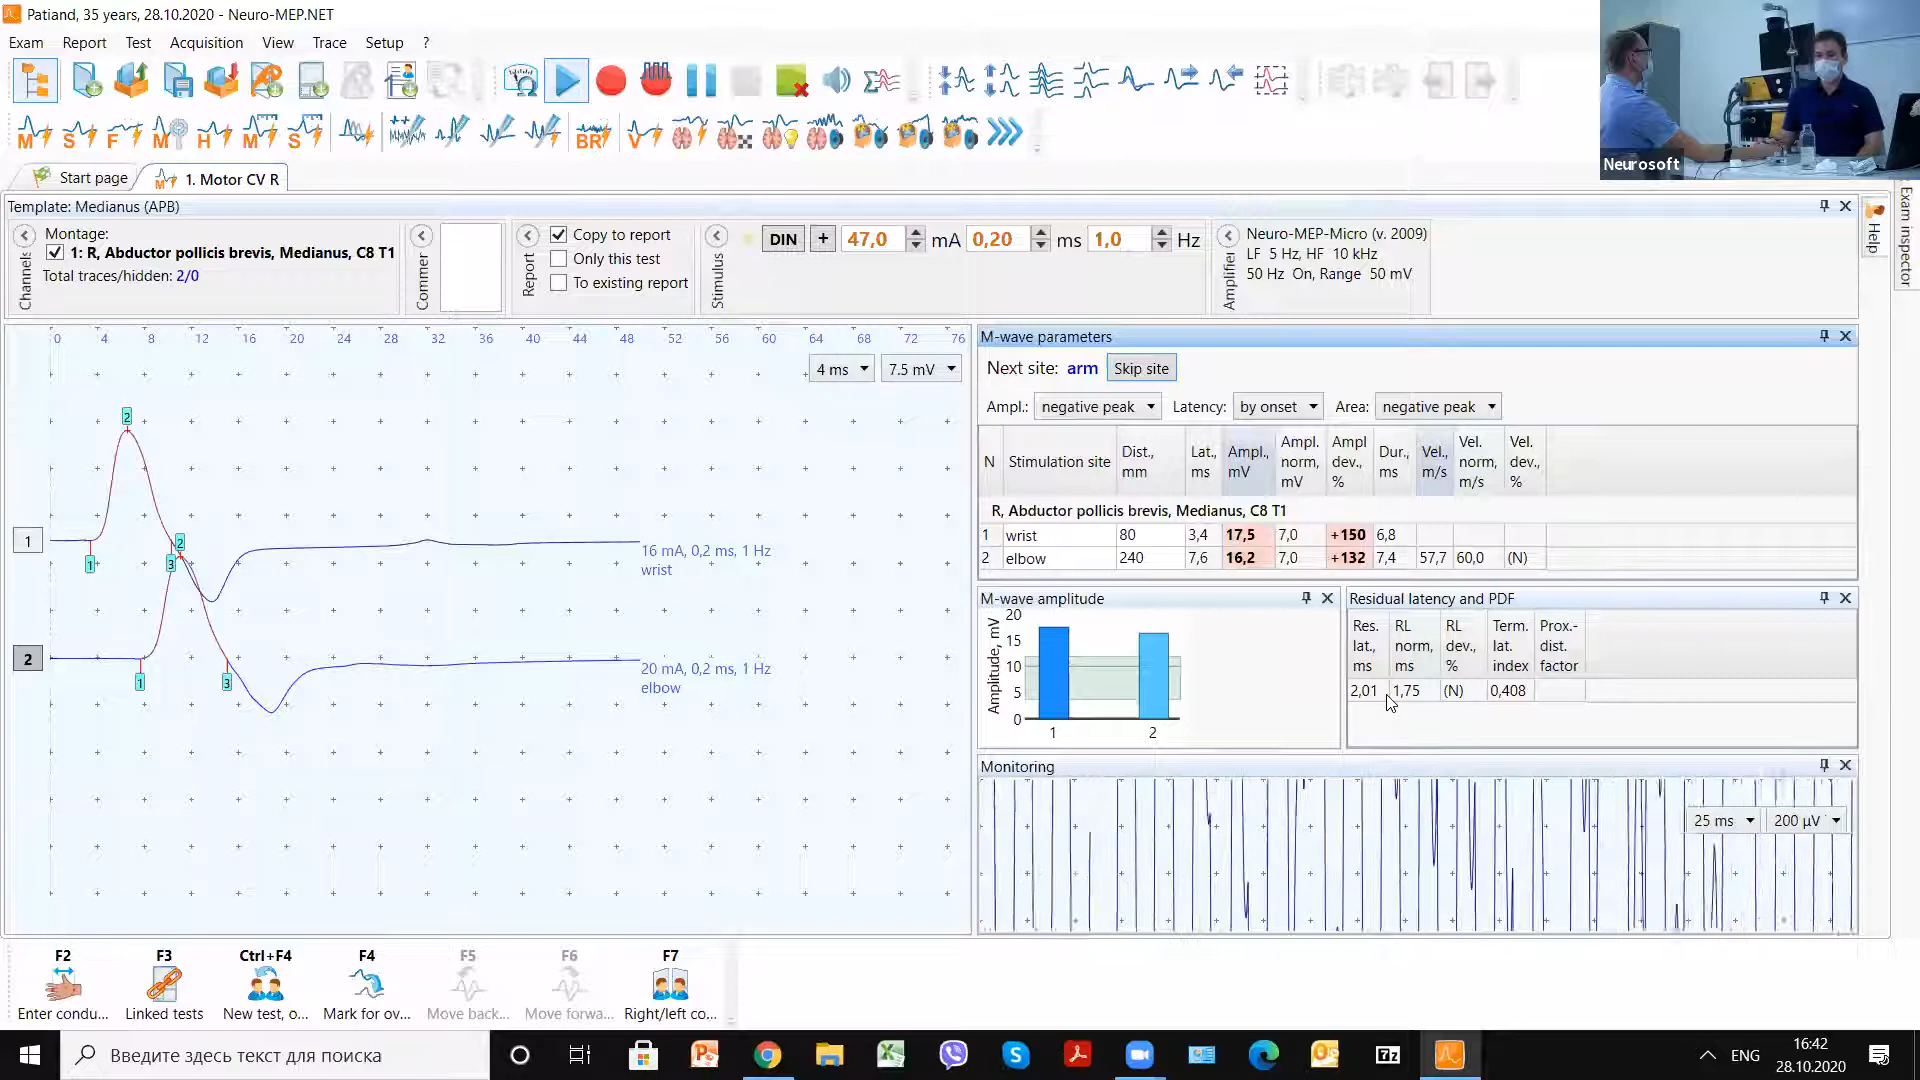 Patiand, 35 years, 28.10.2020 - Neuro-MEP.NET
Exam Report Test Acquisition View Trace Setup ?
M S F M H M S BR V
Neurosoft
Start page
1. Motor CV R
Template: Medianus (APB)
Channels
Montage:
1: R, Abductor pollicis brevis, Medianus, C8 T1
Total traces/hidden: 2/0
Commer
Report
Copy to report
Only this test
To existing report
Stimulus
DIN + 47,0 mA 0,20 ms 1,0 Hz
Amplifier
Neuro-MEP-Micro (v. 2009)
LF 5 Hz, HF 10 kHz
50 Hz On, Range 50 mV
Help
Exam inspector
0 4 8 12 16 20 24 28 32 36 40 44 48 52 56 60 64 68 72 76
4 ms 7.5 mV
2
1
1
2
3
16 mA, 0,2 ms, 1 Hz
wrist
2
1
3
20 mA, 0,2 ms, 1 Hz
elbow
M-wave parameters
Next site: arm Skip site
Ampl.: negative peak Latency: by onset Area: negative peak
N Stimulation site Dist., mm Lat., ms Ampl., mV Ampl. norm, mV Ampl dev., % Dur., ms Vel., m/s Vel. norm, m/s Vel. dev., %
R, Abductor pollicis brevis, Medianus, C8 T1
1 wrist 80 3,4 17,5 7,0 +150 6,8
2 elbow 240 7,6 16,2 7,0 +132 7,4 57,7 60,0 (N)
M-wave amplitude
Amplitude, mV
20
15
10
5
0
1 2
Residual latency and PDF
Res. lat., ms RL norm, ms RL dev., % Term. lat. index Prox.- dist. factor
2,01 1,75 (N) 0,408
Monitoring
25 ms 200 µV
F2 F3 Ctrl+F4 F4 F5 F6 F7
Enter condu... Linked tests New test, o... Mark for ov... Move back... Move forwa... Right/left co...
Введите здесь текст для поиска
7z
ENG
16:42
28.10.2020